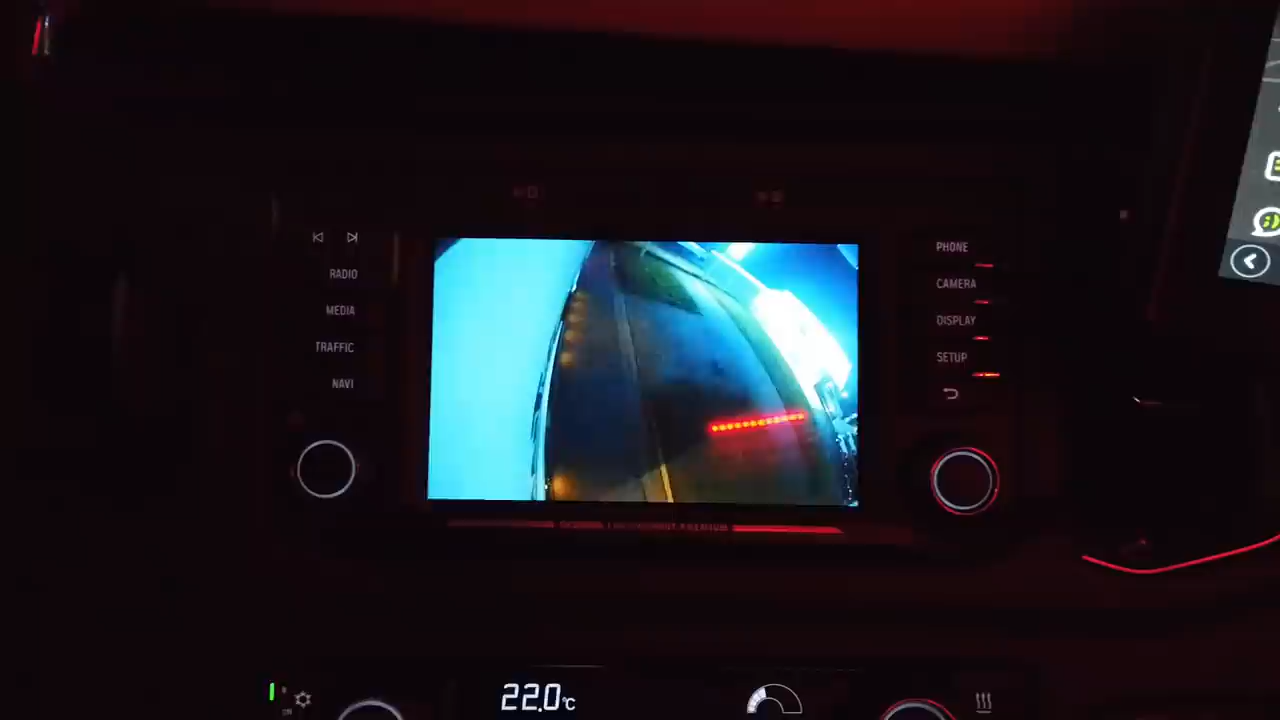 RADIO
MEDIA
TRAFFIC
NAVI
PHONE
CAMERA
DISPLAY
SETUP
22.0°C